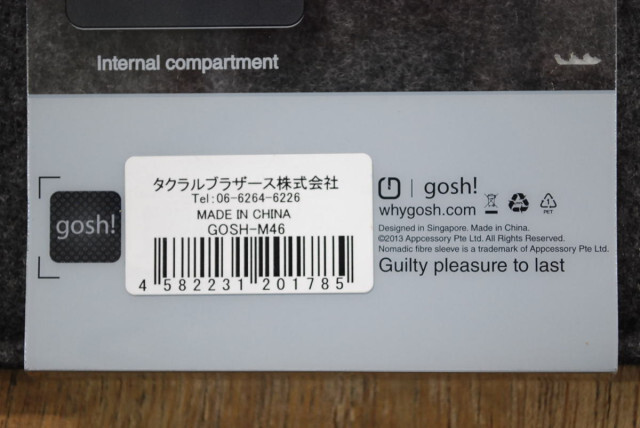 Internal compartment
gosh!
タクラルブラザース株式会社
Tel:06-6264-6226
MADE IN CHINA
GOSH-M46
4 582231 201785
gosh!
whygosh.com
PET
Designed in Singapore. Made in China.
©2013 Appcessory Pte Ltd. All Rights Reserved.
Nomadic fibre sleeve is a trademark of Appcessory Pte Ltd.
Guilty pleasure to last